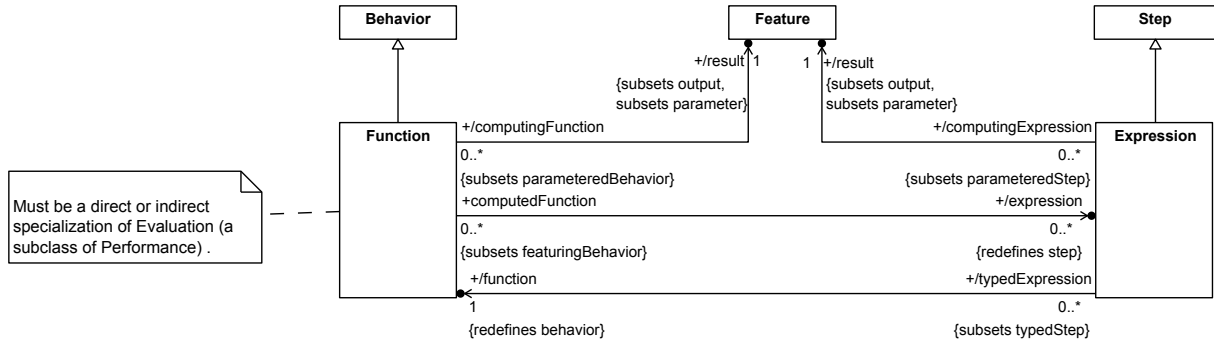 Behavior
Feature
Step
+/result 1
1 +/result
{subsets output,
subsets parameter}
{subsets output,
subsets parameter}
Function
+/computingFunction
+/computingExpression
Expression
0..*
0..*
{subsets parameteredBehavior}
{subsets parameteredStep}
+computedFunction
+/expression
0..*
0..*
{subsets featuringBehavior}
{redefines step}
+/function
+/typedExpression
1
0..*
{redefines behavior}
{subsets typedStep}
Must be a direct or indirect
specialization of Evaluation (a
subclass of Performance) .